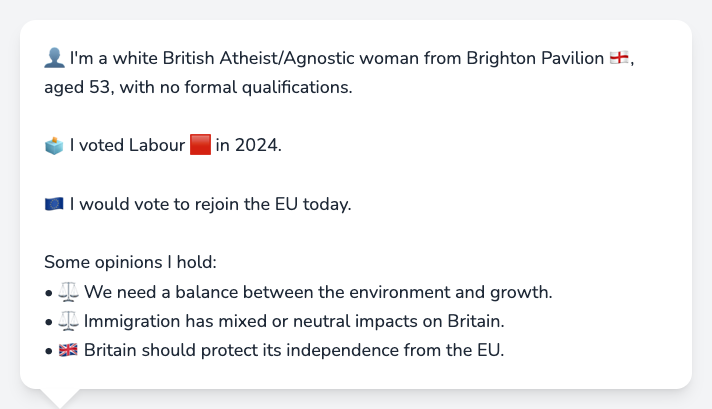 👤 I'm a white British Atheist/Agnostic woman from Brighton Pavilion 🏴󠁧󠁢󠁥󠁮󠁧󠁿,
aged 53, with no formal qualifications.
🗳️ I voted Labour 🟥 in 2024.
🇪🇺 I would vote to rejoin the EU today.
Some opinions I hold:
• ⚖️ We need a balance between the environment and growth.
• ⚖️ Immigration has mixed or neutral impacts on Britain.
• 🇬🇧 Britain should protect its independence from the EU.